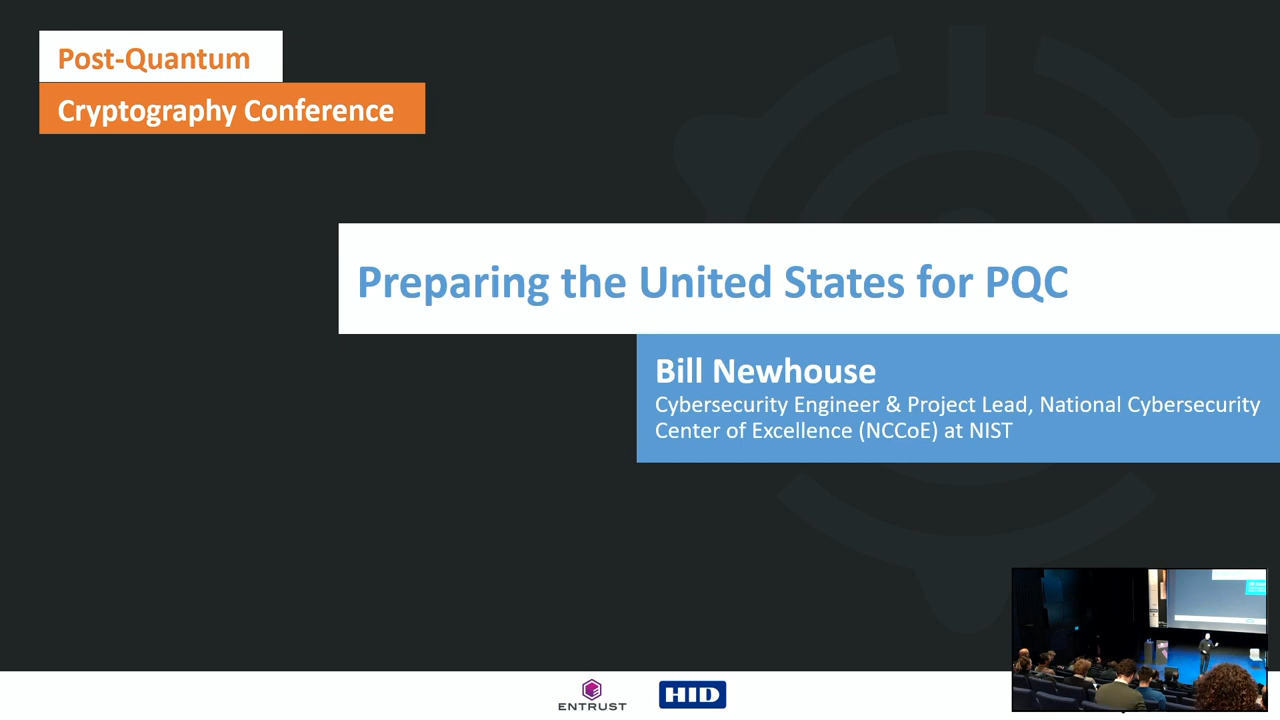 Post-Quantum
Cryptography Conference
Preparing the United States for PQC
Bill Newhouse
Cybersecurity Engineer & Project Lead, National Cybersecurity
Center of Excellence (NCCoE) at NIST
ENTRUST
HID